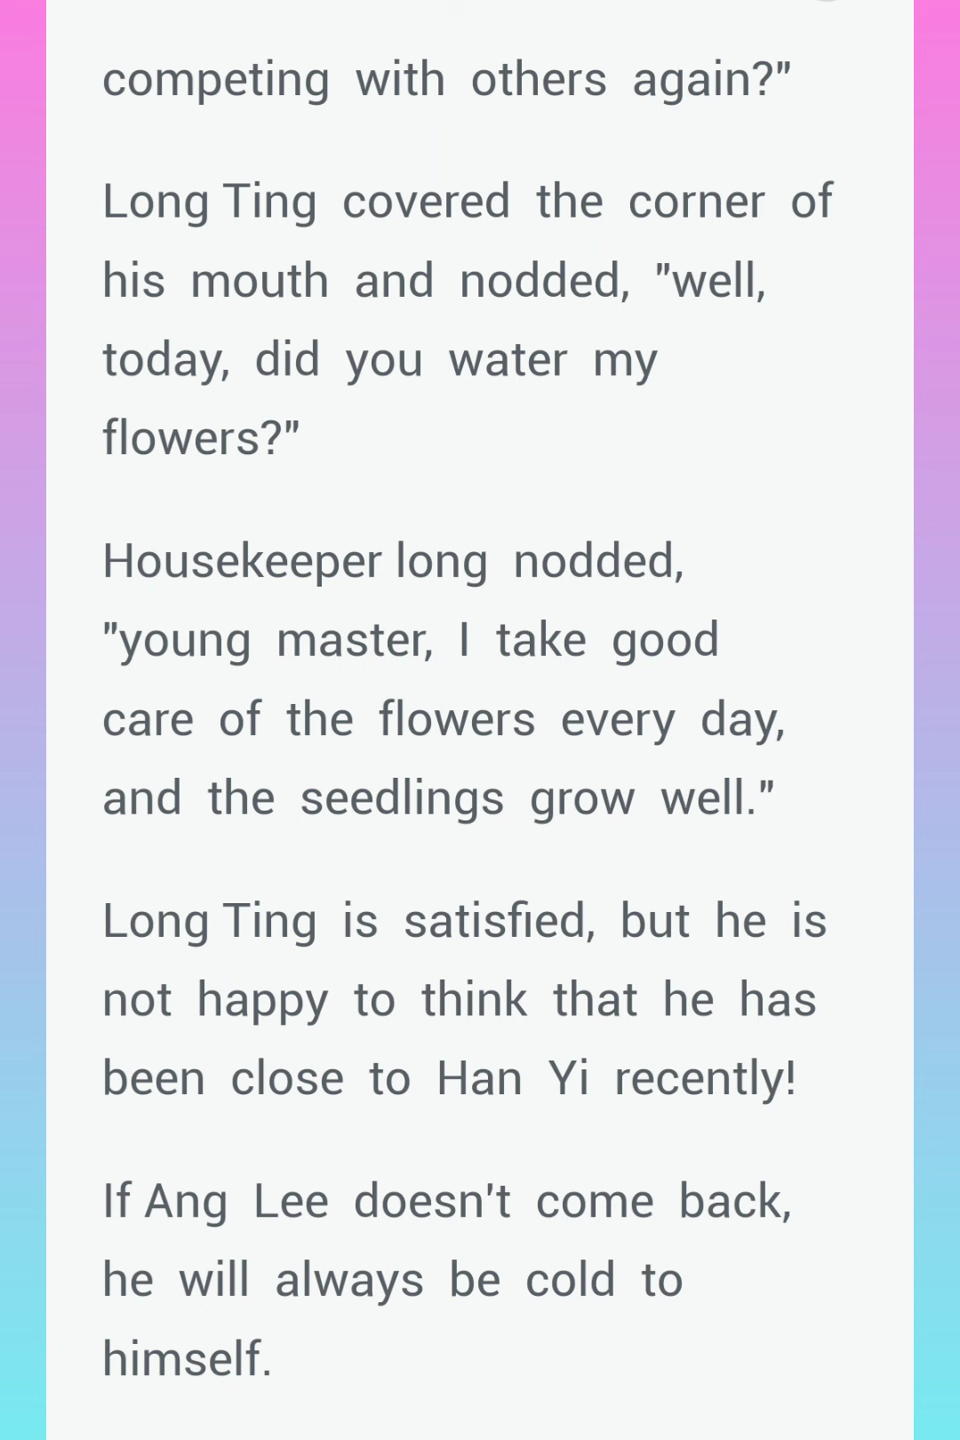 competing with others again?"
Long Ting covered the corner of
his mouth and nodded, "well,
today, did you water my
flowers?"
Housekeeper long nodded,
"young master, I take good
care of the flowers every day,
and the seedlings grow well."
Long Ting is satisfied, but he is
not happy to think that he has
been close to Han Yi recently!
If Ang Lee doesn't come back,
he will always be cold to
himself.